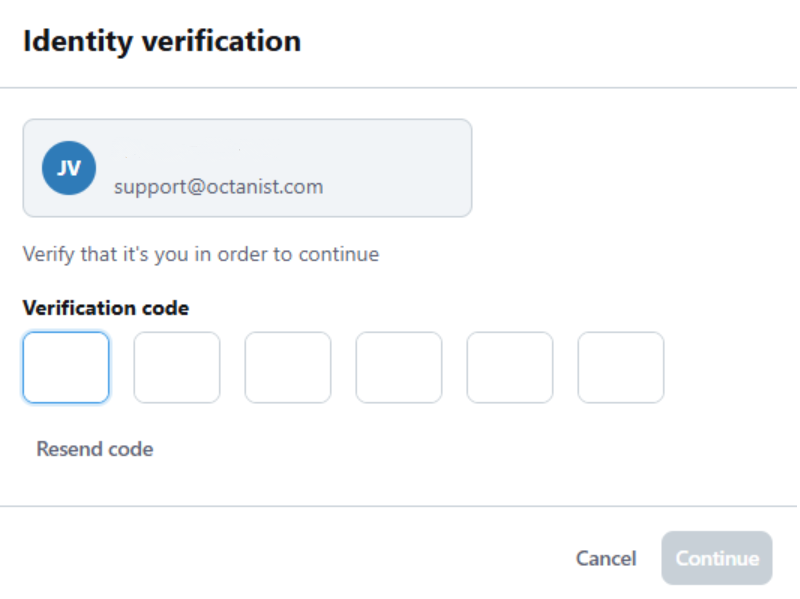 Identity verification
JV
support@octanist.com
Verify that it's you in order to continue
Verification code
Resend code
Cancel
Continue